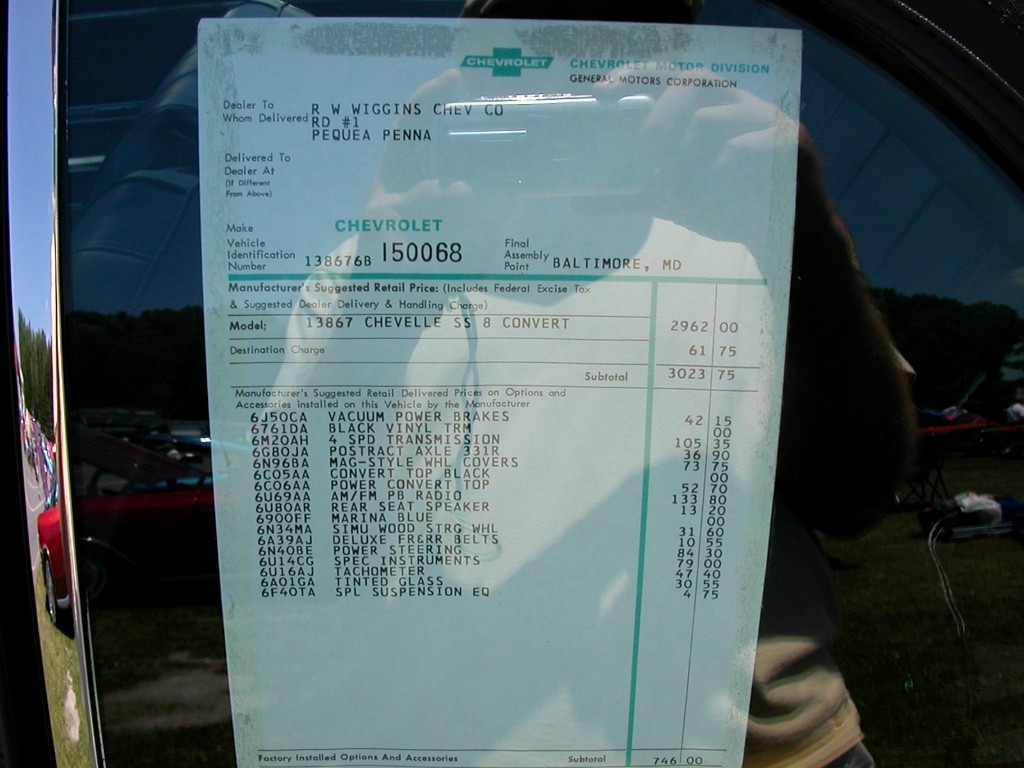 CHEVROLET
CHEVROLET MOTOR DIVISION
GENERAL MOTORS CORPORATION
Dealer To Whom Delivered
R W WIGGINS CHEV CO
RD #1
PEQUEA PENNA
Delivered To
Dealer At
(If Different
From Above)
Make CHEVROLET
Vehicle Identification Number 138676B 150068
Final Assembly Point BALTIMORE, MD
Manufacturer's Suggested Retail Price: (Includes Federal Excise Tax
& Suggested Dealer Delivery & Handling Charge)
Model; 13867 CHEVELLE SS 8 CONVERT 2962 00
Destination Charge 61 75
Subtotal 3023 75
Manufacturer's Suggested Retail Delivered Prices on Options and
Accessories installed on this Vehicle by the Manufacturer
6J50CA VACUUM POWER BRAKES 42 15
6761DA BLACK VINYL TRM 00
6M20AH 4 SPD TRANSMISSION 105 35
6G80JA POSTRACT AXLE 331R 36 90
6N96BA MAG-STYLE WHL COVERS 73 75
6C05AA CONVERT TOP BLACK 00
6C06AA POWER CONVERT TOP 52 70
6U69AA AM/FM PB RADIO 133 80
6U80AR REAR SEAT SPEAKER 13 20
6900FF MARINA BLUE 00
6N34MA SIMU WOOD STRG WHL 31 60
6A39AJ DELUXE FR&RR BELTS 10 55
6N40BE POWER STEERING 84 30
6U14CG SPEC INSTRUMENTS 79 00
6U16AJ TACHOMETER 47 40
6A01GA TINTED GLASS 30 55
6F40TA SPL SUSPENSION EQ 4 75
Factory Installed Options And Accessories Subtotal 746 00